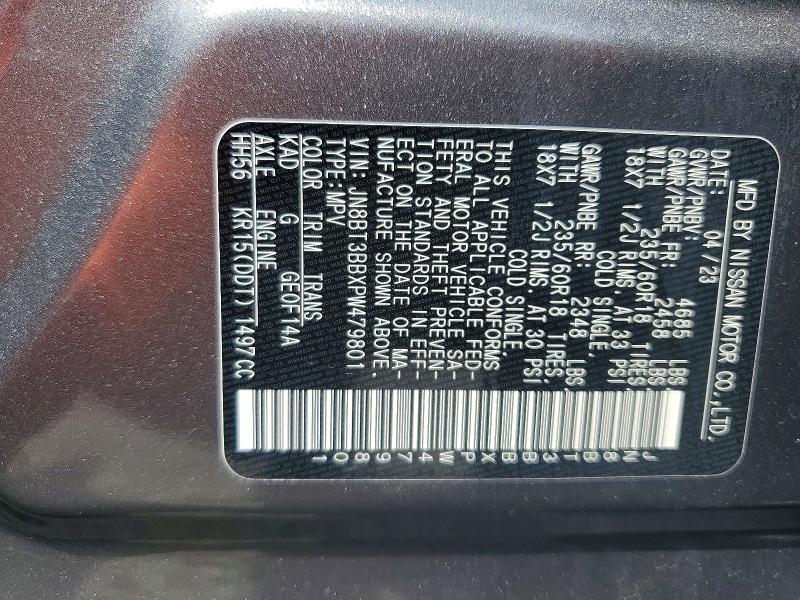 MFD BY NISSAN MOTOR CO.,LTD.
DATE: 04/23
GAWR/PNBV: 4685 LBS.
GAWR/PNBE FR: 2458 LBS.
WITH 235/60R18 TIRES,
18X7 1/2J RIMS, AT 33 PSI
COLD SINGLE,
GAWR/PNBE RR: 2348 LBS.
WITH 235/60R18 TIRES,
18X7 1/2J RIMS, AT 30 PSI
COLD SINGLE.
THIS VEHICLE CONFORMS
TO ALL APPLICABLE FED-
ERAL MOTOR VEHICLE SA-
FETY AND THEFT PREVEN-
TION STANDARDS IN EFF-
ECT ON THE DATE OF MA-
NUFACTURE SHOWN ABOVE.
VIN: JN8BT3BBXPW479801
TYPE: MPV
COLOR TRIM TRANS
KAD G GE0F14A
AXLE ENGINE
HH56 KR15(DDT) 1497CC
JN8BT3BBXPW479801